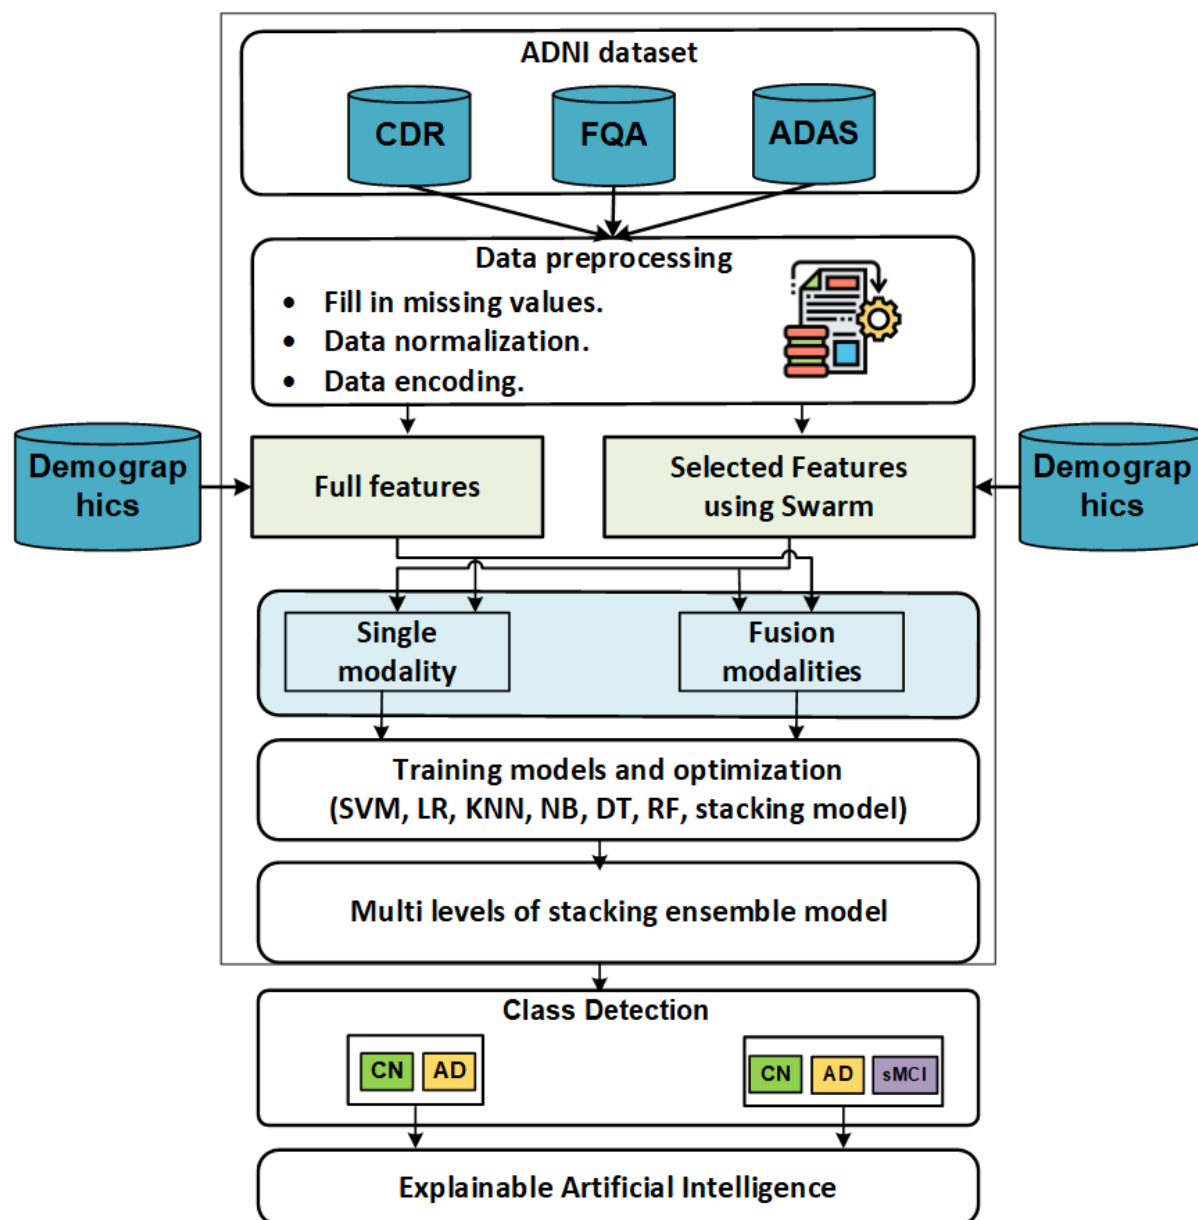 ADNI dataset
CDR
FQA
ADAS
Data preprocessing
• Fill in missing values.
• Data normalization.
• Data encoding.
Demograp
hics
Full features
Selected Features
using Swarm
Demograp
hics
Single
modality
Fusion
modalities
Training models and optimization
(SVM, LR, KNN, NB, DT, RF, stacking model)
Multi levels of stacking ensemble model
Class Detection
CN
AD
CN
AD
sMCI
Explainable Artificial Intelligence